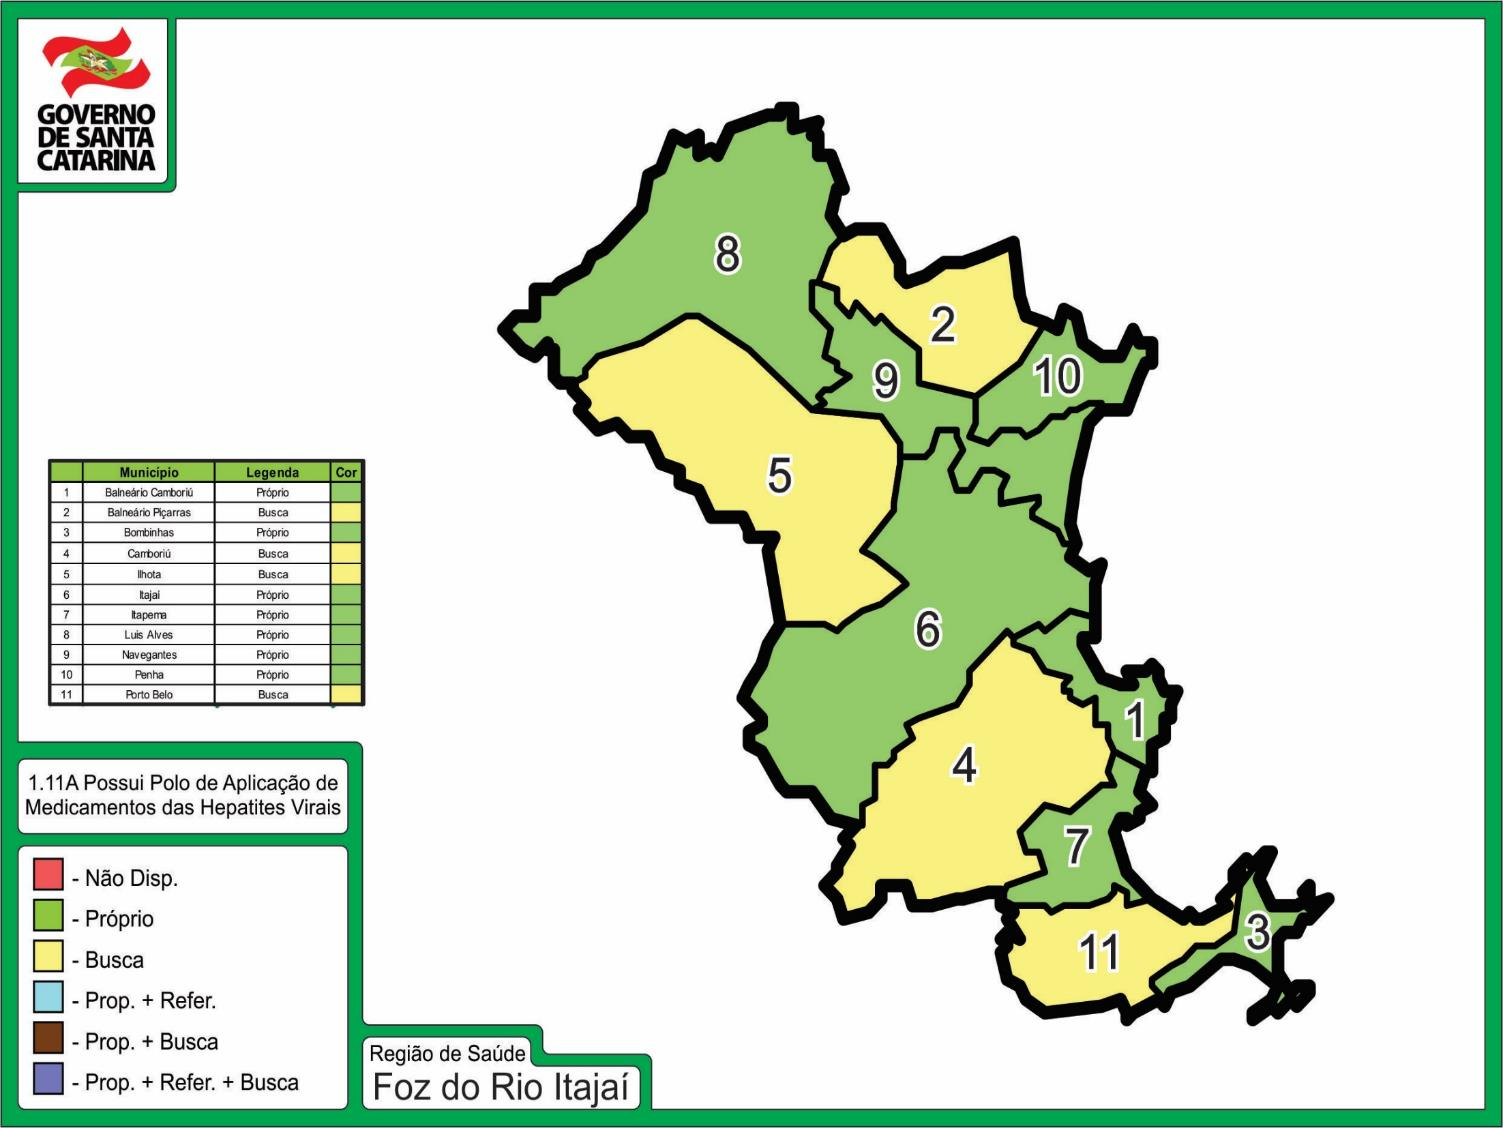 GOVERNO
DE SANTA
CATARINA
8
2
9
10
5
6
1
4
7
3
11
Município Legenda Cor
1 Balneário Camboriú Próprio
2 Balneário Piçarras Busca
3 Bombinhas Próprio
4 Camboriú Busca
5 Ilhota Busca
6 Itajaí Próprio
7 Itapema Próprio
8 Luis Alves Próprio
9 Navegantes Próprio
10 Penha Próprio
11 Porto Belo Busca
1.11A Possui Polo de Aplicação de
Medicamentos das Hepatites Virais
- Não Disp.
- Próprio
- Busca
- Prop. + Refer.
- Prop. + Busca
- Prop. + Refer. + Busca
Região de Saúde
Foz do Rio Itajaí